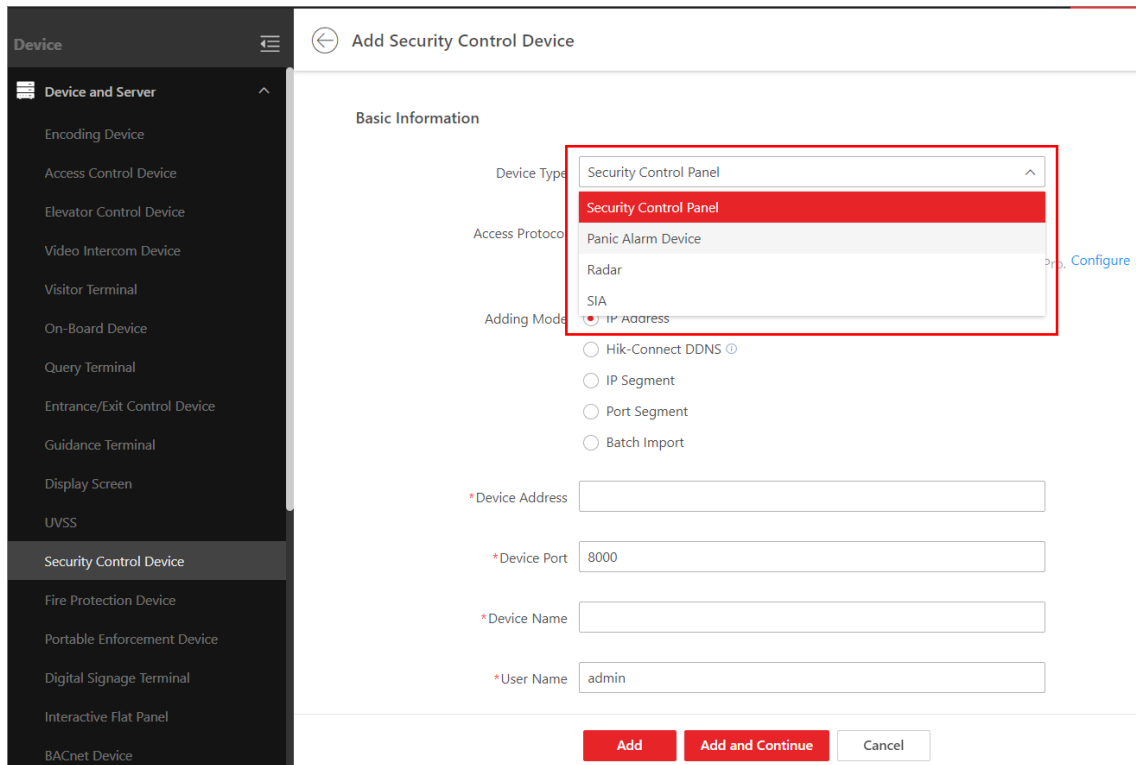 Device
Device and Server
Encoding Device
Access Control Device
Elevator Control Device
Video Intercom Device
Visitor Terminal
On-Board Device
Query Terminal
Entrance/Exit Control Device
Guidance Terminal
Display Screen
UVSS
Security Control Device
Fire Protection Device
Portable Enforcement Device
Digital Signage Terminal
Interactive Flat Panel
BACnet Device
Add Security Control Device
Basic Information
Device Type Security Control Panel
Security Control Panel
Panic Alarm Device
Radar
SIA
Access Protocol
Pro. Configure
Adding Mode IP Address
Hik-Connect DDNS
IP Segment
Port Segment
Batch Import
*Device Address
*Device Port 8000
*Device Name
*User Name admin
Add Add and Continue Cancel